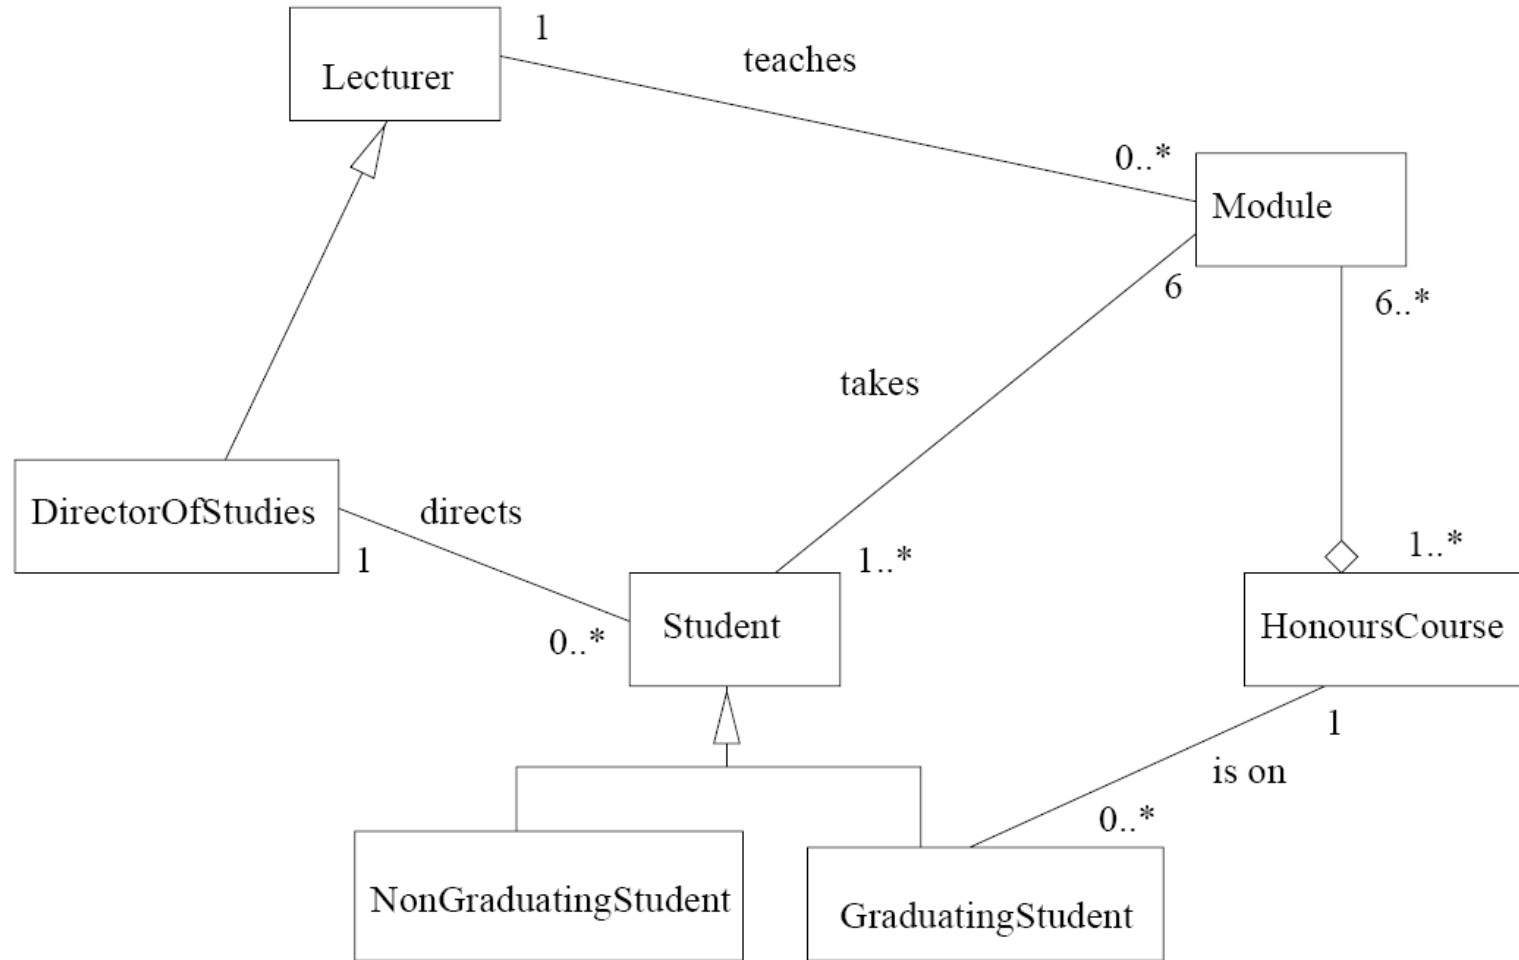 1
teaches
Lecturer
0..*
Module
6
6..*
takes
DirectorOfStudies
directs
1
1..*
1..*
0..*
Student
HonoursCourse
1
is on
0..*
NonGraduatingStudent
GraduatingStudent